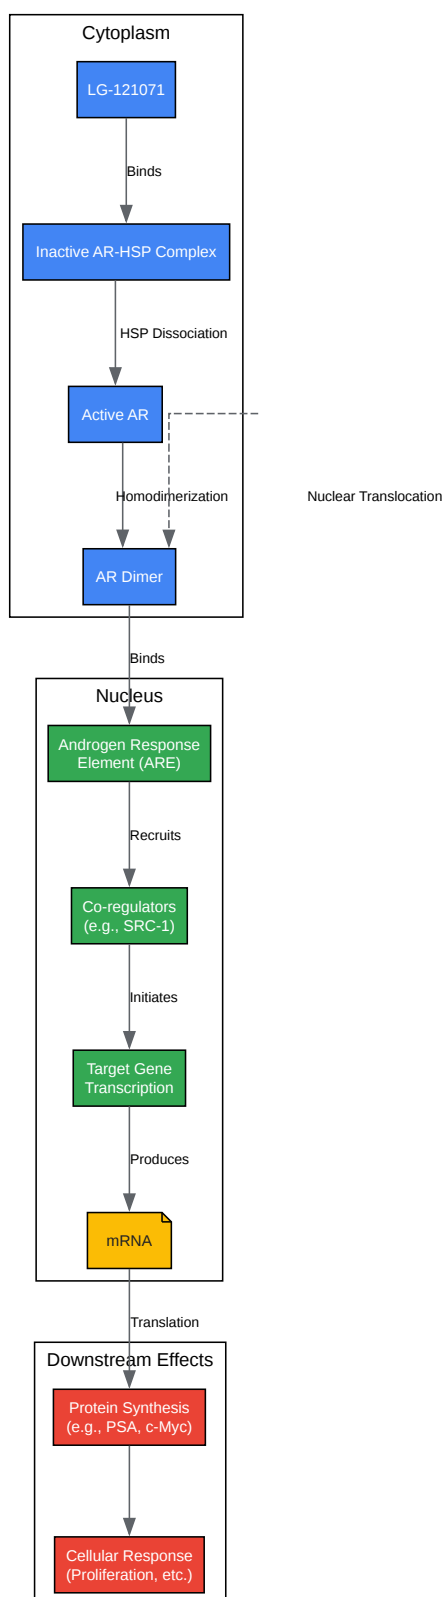 Cytoplasm
LG-121071
Binds
Inactive AR-HSP Complex
HSP Dissociation
Active AR
Homodimerization
Nuclear Translocation
AR Dimer
Binds
Nucleus
Androgen Response
Element (ARE)
Recruits
Co-regulators
(e.g., SRC-1)
Initiates
Target Gene
Transcription
Produces
mRNA
Translation
Downstream Effects
Protein Synthesis
(e.g., PSA, c-Myc)
Cellular Response
(Proliferation, etc.)